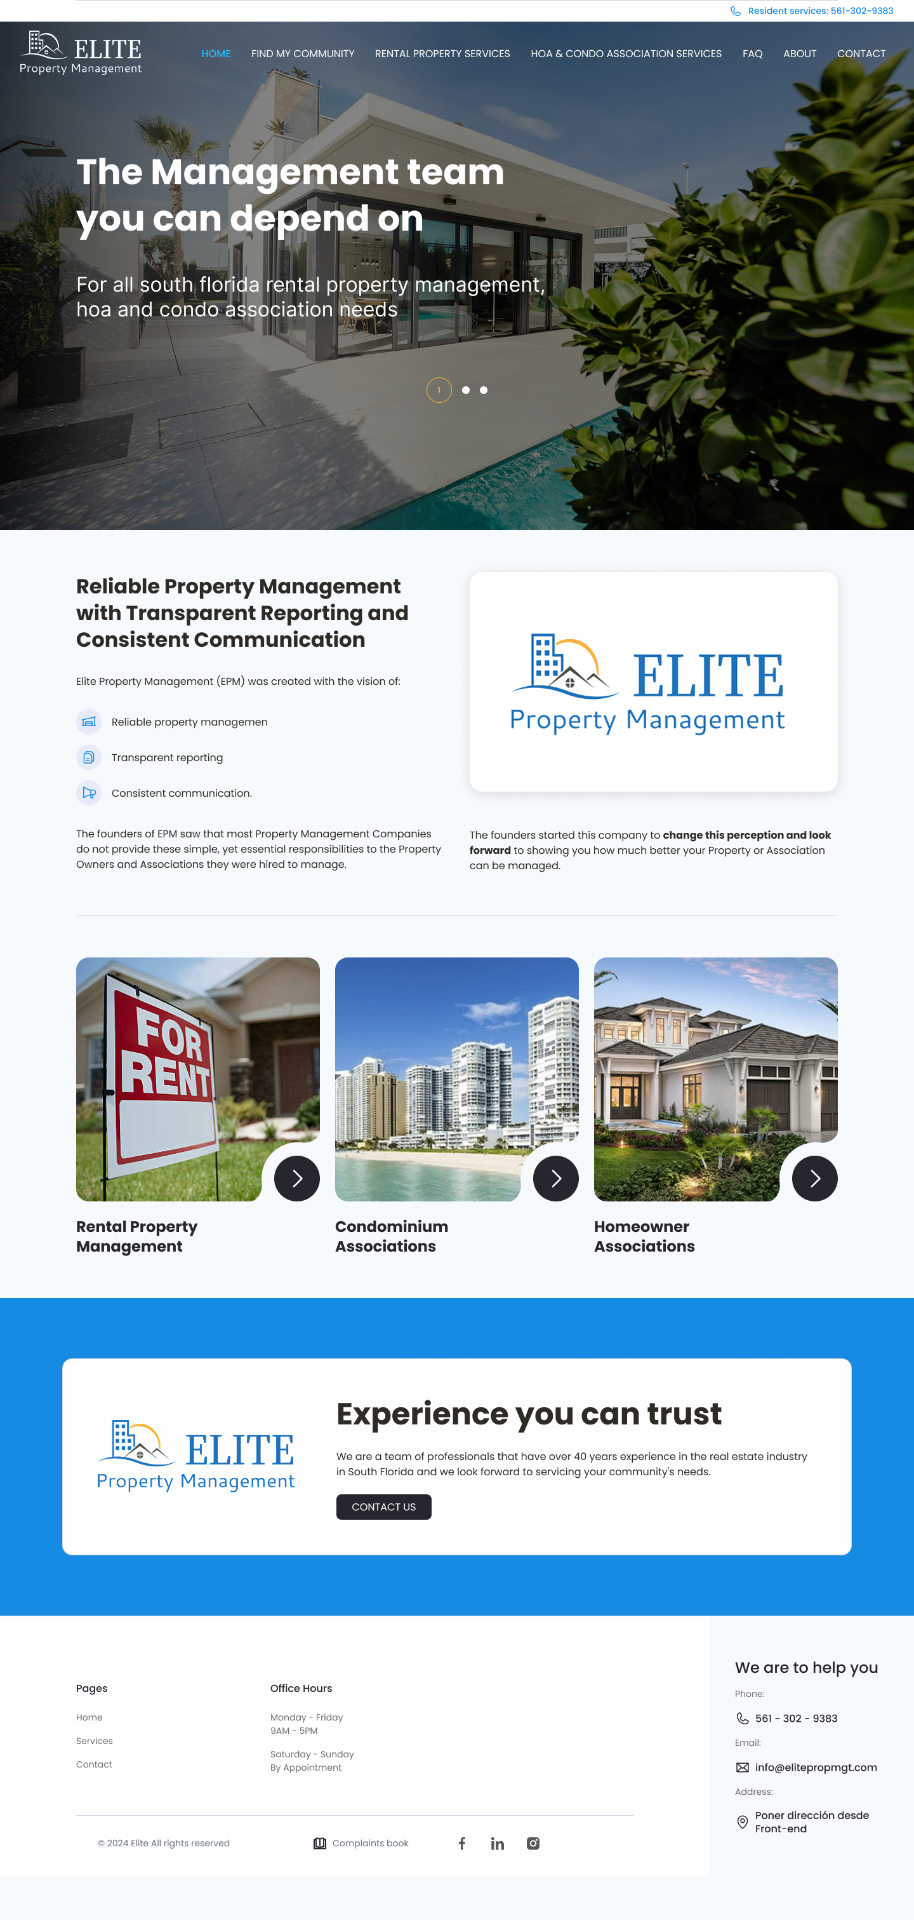 Resident services: 561-302-9383
ELITE
Property Management
HOME FIND MY COMMUNITY RENTAL PROPERTY SERVICES HOA & CONDO ASSOCIATION SERVICES FAQ ABOUT CONTACT
The Management team
you can depend on
For all south florida rental property management,
hoa and condo association needs
1
Reliable Property Management
with Transparent Reporting and
Consistent Communication
Elite Property Management (EPM) was created with the vision of:
Reliable property managemen
Transparent reporting
Consistent communication.
The founders of EPM saw that most Property Management Companies
do not provide these simple, yet essential responsibilities to the Property
Owners and Associations they were hired to manage.
ELITE
Property Management
The founders started this company to change this perception and look
forward to showing you how much better your Property or Association
can be managed.
FOR
RENT
Rental Property
Management
Condominium
Associations
Homeowner
Associations
ELITE
Property Management
Experience you can trust
We are a team of professionals that have over 40 years experience in the real estate industry
in South Florida and we look forward to servicing your community's needs.
CONTACT US
Pages
Home
Services
Contact
Office Hours
Monday - Friday
9AM - 5PM
Saturday - Sunday
By Appointment
© 2024 Elite All rights reserved
Complaints book
We are to help you
Phone:
561 - 302 - 9383
Email:
info@elitepropmgt.com
Address:
Poner dirección desde
Front-end